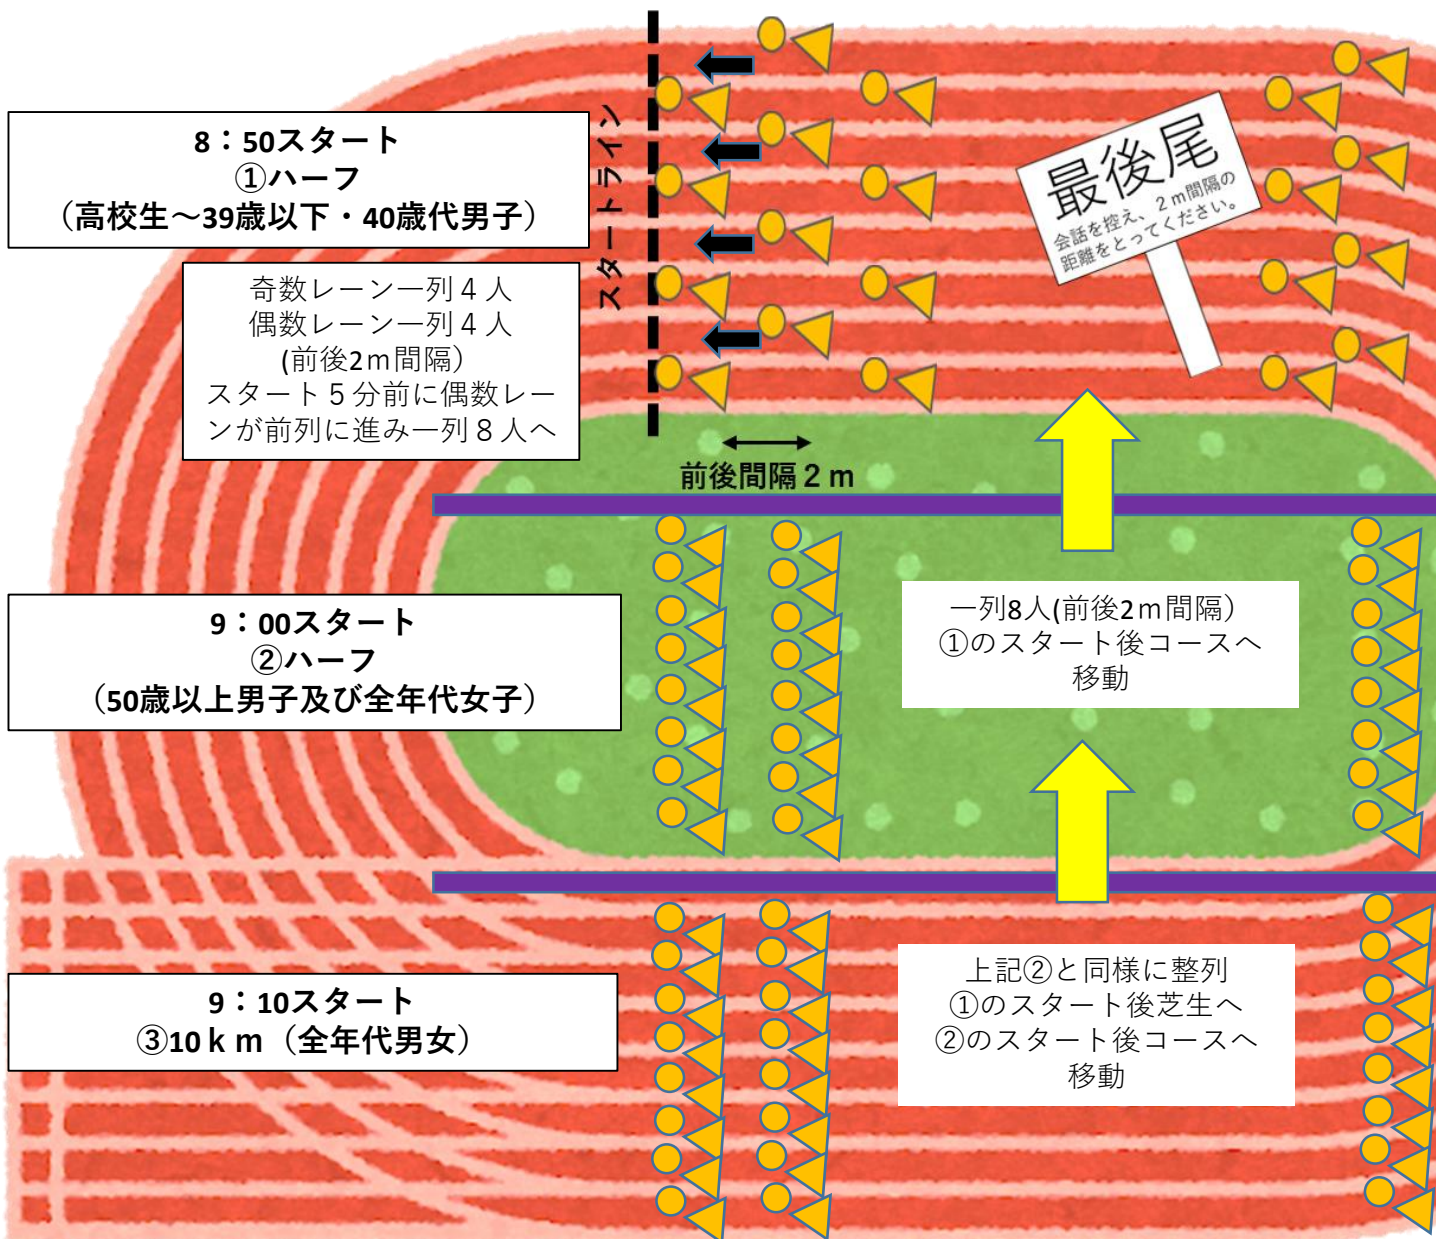 8：50スタート
①ハーフ
（高校生～39歳以下・40歳代男子）
奇数レーン一列４人
偶数レーン一列４人
(前後2ｍ間隔）
スタート５分前に偶数レー
ンが前列に進み一列８人へ
スタートライン
最後尾
会話を控え、２ｍ間隔の
距離をとってください。
前後間隔２ｍ
9：00スタート
②ハーフ
（50歳以上男子及び全年代女子）
一列8人(前後2ｍ間隔）
①のスタート後コースへ
移動
9：10スタート
③10ｋｍ（全年代男女）
上記②と同様に整列
①のスタート後芝生へ
②のスタート後コースへ
移動